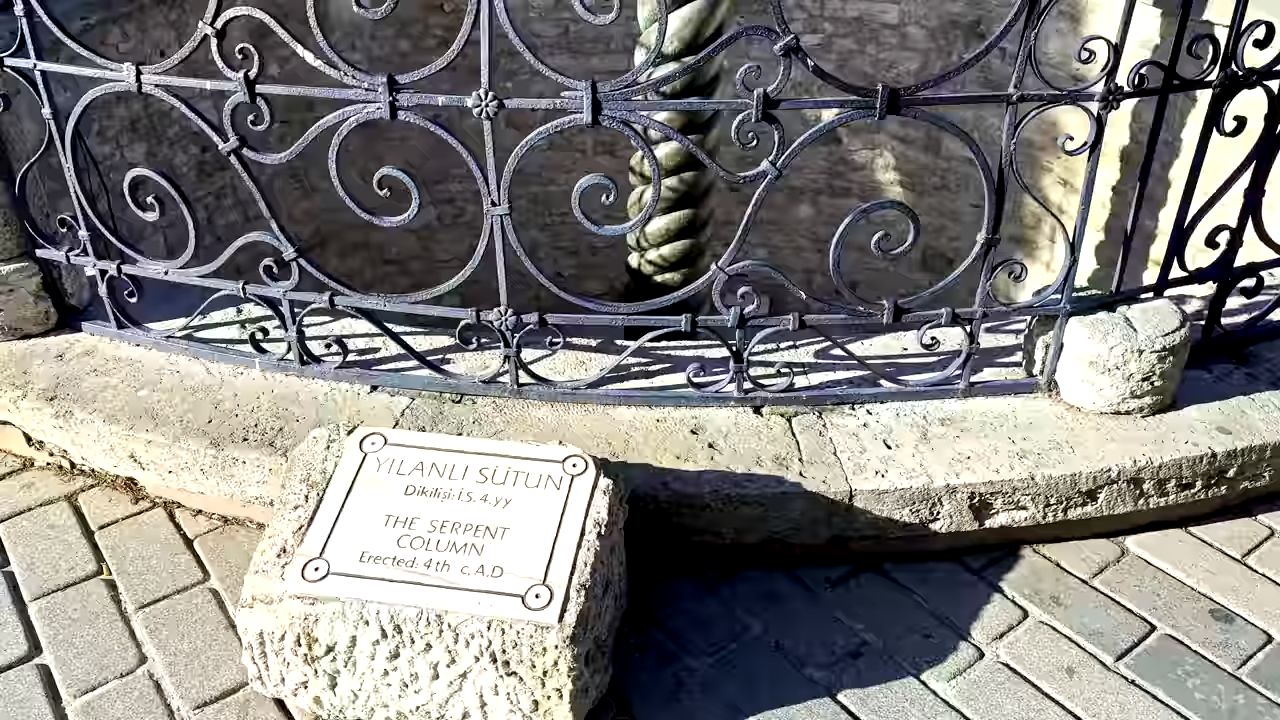 YILANLI SÜTUN
Dikilişi: İ.S. 4.yy
THE SERPENT
COLUMN
Erected: 4th c. A.D